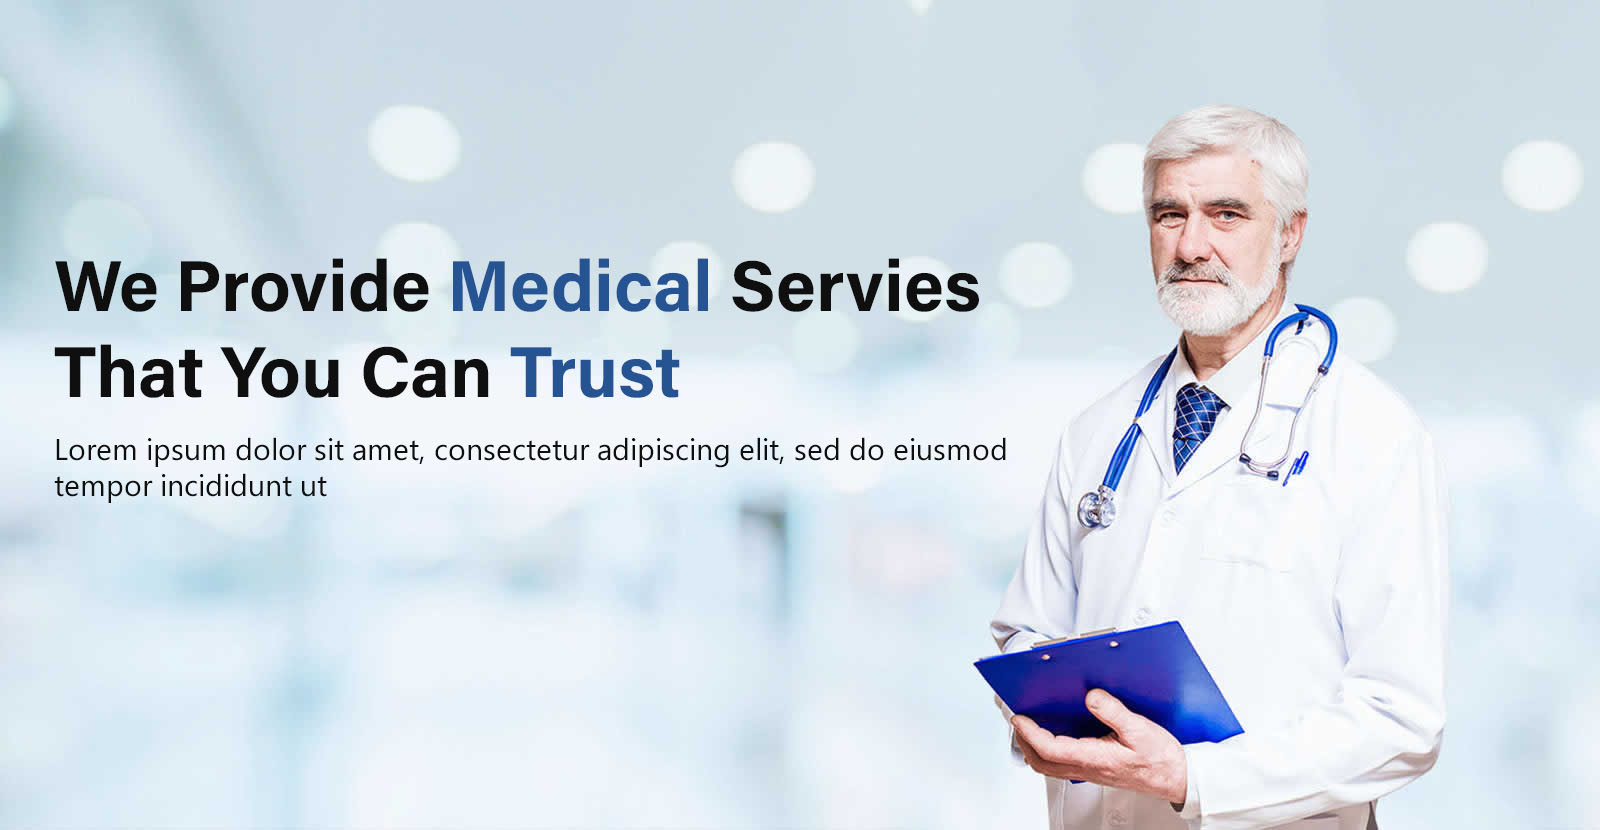 We Provide Medical Servies
That You Can Trust
Lorem ipsum dolor sit amet, consectetur adipiscing elit, sed do eiusmod
tempor incididunt ut